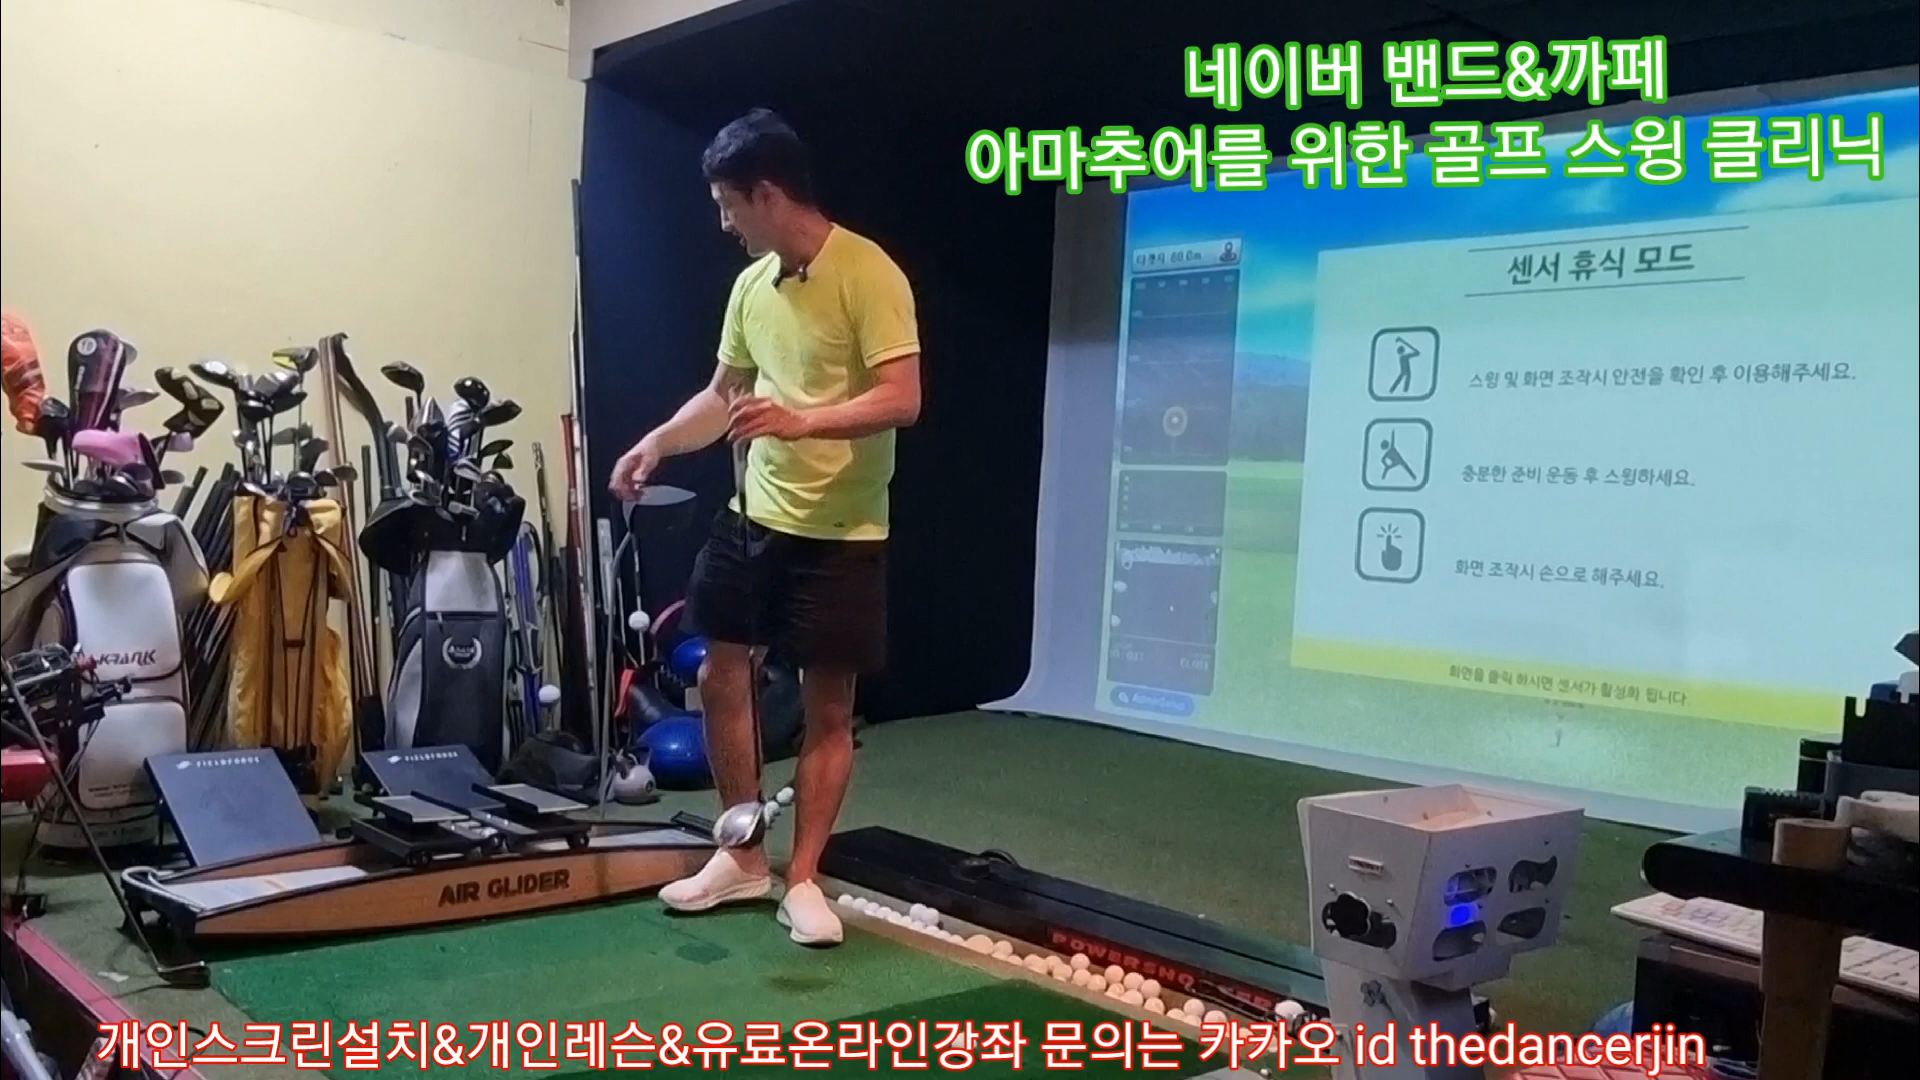 네이버 밴드&까페
아마추어를 위한 골프 스윙 클리닉
센서 휴식 모드
스윙 및 화면 조작시 안전을 확인 후 이용해주세요.
충분한 준비 운동 후 스윙하세요.
화면 조작시 손으로 해주세요.
화면을 클릭 하시면 센서가 활성화 됩니다
FIELDFORCE
FIELDFORCE
AIR GLIDER
개인스크린설치&개인레슨&유료온라인강좌 문의는 카카오 id thedancerjin